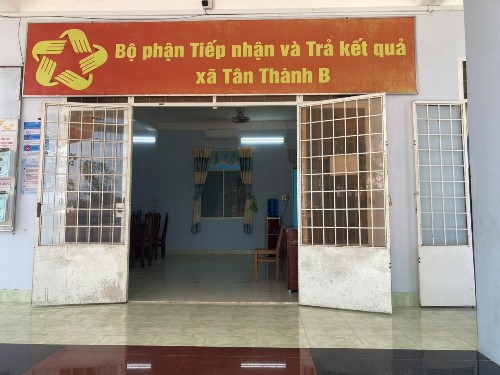 Bộ phận Tiếp nhận và Trả kết quả
xã Tân Thành B